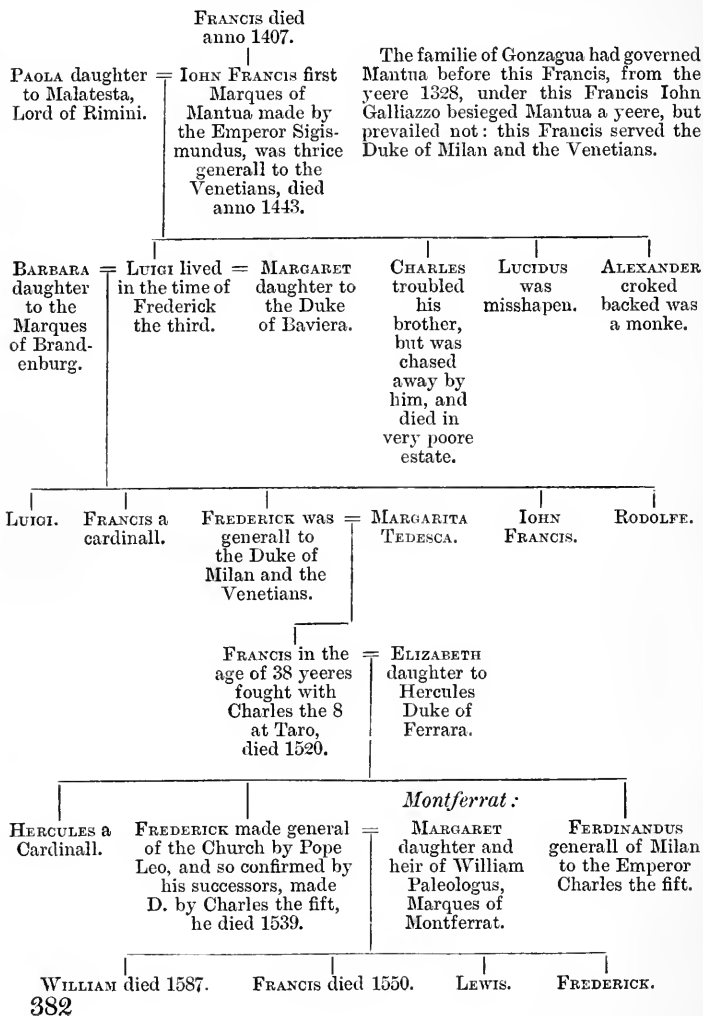 FRANCIS died
anno 1407.
PAOLA daughter
to Malatesta,
Lord of Rimini.
=
IOHN FRANCIS first
Marques of
Mantua made by
the Emperor Sigis-
mundus, was thrice
generall to the
Venetians, died
anno 1443.
The familie of Gonzagua had governed
Mantua before this Francis, from the
yeere 1328, under this Francis Iohn
Galliazzo besieged Mantua a yeere, but
prevailed not: this Francis served the
Duke of Milan and the Venetians.
BARBARA
daughter
to the
Marques
of Brand-
enburg.
=
LUIGI lived
in the time of
Frederick
the third.
=
MARGARET
daughter to
the Duke
of Baviera.
CHARLES
troubled
his
brother,
but was
chased
away by
him, and
died in
very poore
estate.
LUCIDUS
was
misshapen.
ALEXANDER
croked
backed was
a monke.
LUIGI.
FRANCIS a
cardinall.
FREDERICK was
generall to
the Duke of
Milan and the
Venetians.
=
MARGARITA
TEDESCA.
IOHN
FRANCIS.
RODOLFE.
FRANCIS in the
age of 38 yeeres
fought with
Charles the 8
at Taro,
died 1520.
=
ELIZABETH
daughter to
Hercules
Duke of
Ferrara.
HERCULES a
Cardinall.
FREDERICK made general
of the Church by Pope
Leo, and so confirmed by
his successors, made
D. by Charles the fift,
he died 1539.
=
Montferrat:
MARGARET
daughter and
heir of William
Paleologus,
Marques of
Montferrat.
FERDINANDUS
generall of Milan
to the Emperor
Charles the fift.
WILLIAM died 1587.
FRANCIS died 1550.
LEWIS.
FREDERICK.
382